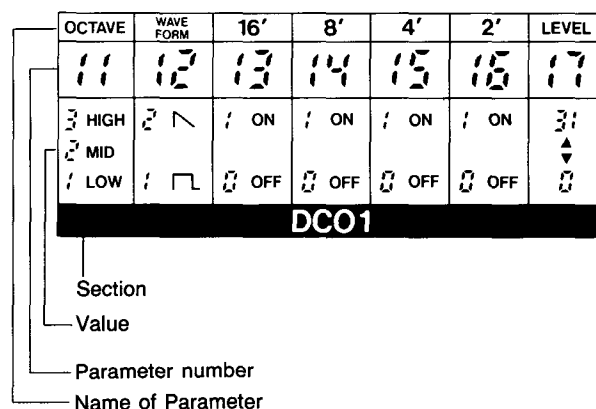 OCTAVE WAVE FORM 16′ 8′ 4′ 2′ LEVEL
11 12 13 14 15 16 17
3 HIGH 2 1 ON 1 ON 1 ON 1 ON 31
2 MID
1 LOW 1 0 OFF 0 OFF 0 OFF 0 OFF 0
DCO1
Section
Value
Parameter number
Name of Parameter